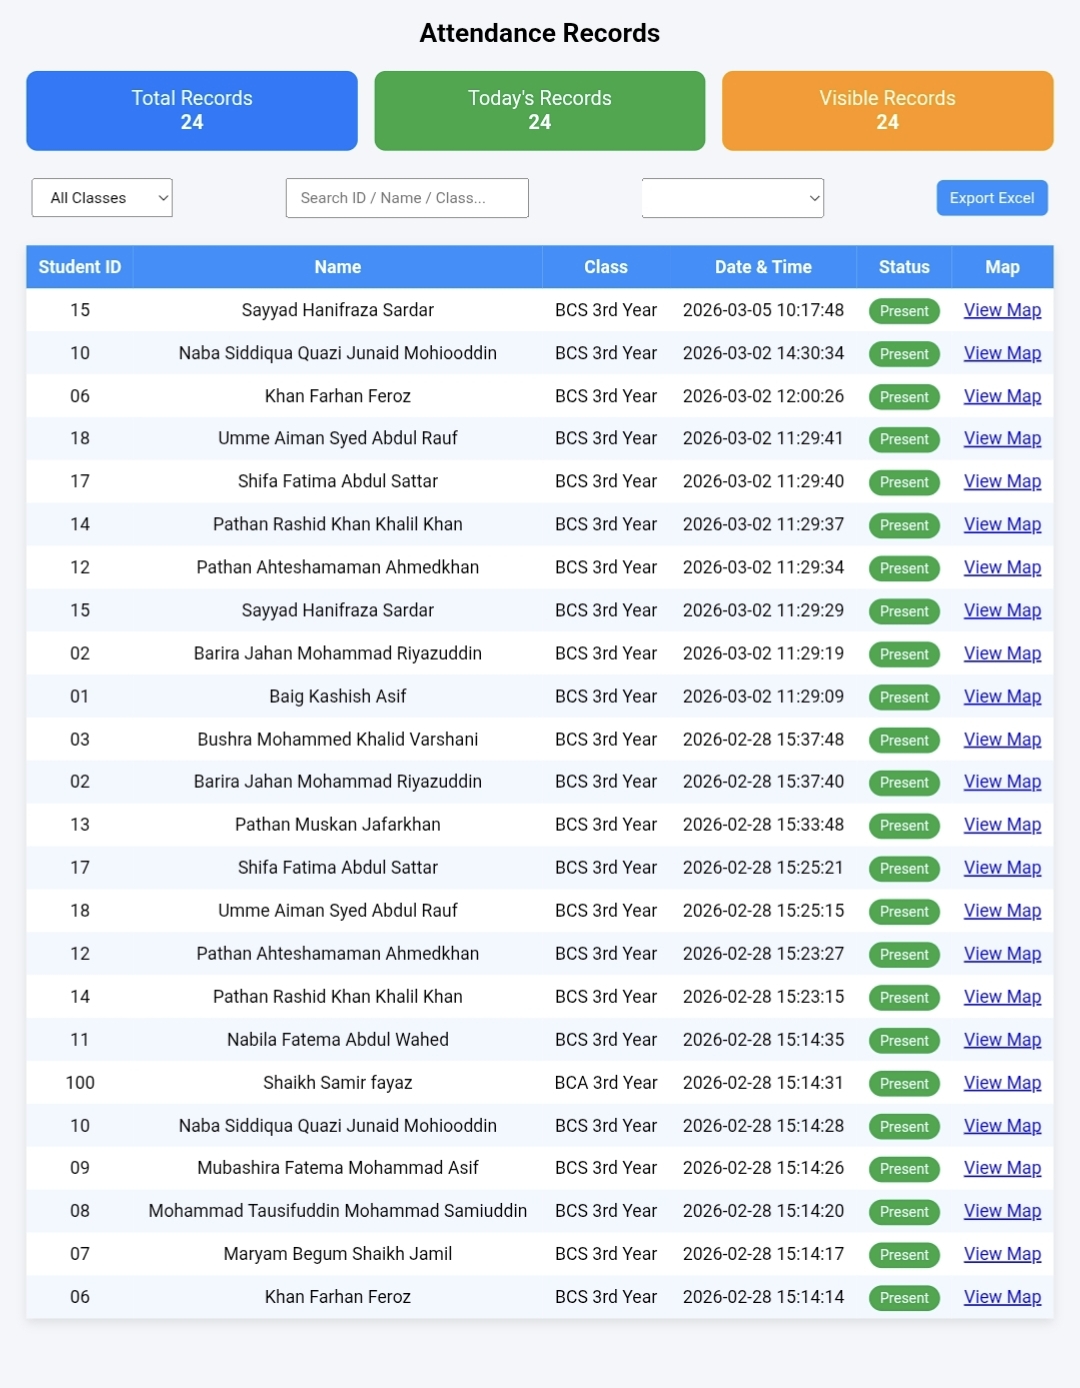 Attendance Records
Total Records
24
Today's Records
24
Visible Records
24
All Classes
Search ID / Name / Class...
Export Excel
Student ID Name Class Date & Time Status Map
15 Sayyad Hanifraza Sardar BCS 3rd Year 2026-03-05 10:17:48 Present View Map
10 Naba Siddiqua Quazi Junaid Mohiooddin BCS 3rd Year 2026-03-02 14:30:34 Present View Map
06 Khan Farhan Feroz BCS 3rd Year 2026-03-02 12:00:26 Present View Map
18 Umme Aiman Syed Abdul Rauf BCS 3rd Year 2026-03-02 11:29:41 Present View Map
17 Shifa Fatima Abdul Sattar BCS 3rd Year 2026-03-02 11:29:40 Present View Map
14 Pathan Rashid Khan Khalil Khan BCS 3rd Year 2026-03-02 11:29:37 Present View Map
12 Pathan Ahteshamaman Ahmedkhan BCS 3rd Year 2026-03-02 11:29:34 Present View Map
15 Sayyad Hanifraza Sardar BCS 3rd Year 2026-03-02 11:29:29 Present View Map
02 Barira Jahan Mohammad Riyazuddin BCS 3rd Year 2026-03-02 11:29:19 Present View Map
01 Baig Kashish Asif BCS 3rd Year 2026-03-02 11:29:09 Present View Map
03 Bushra Mohammed Khalid Varshani BCS 3rd Year 2026-02-28 15:37:48 Present View Map
02 Barira Jahan Mohammad Riyazuddin BCS 3rd Year 2026-02-28 15:37:40 Present View Map
13 Pathan Muskan Jafarkhan BCS 3rd Year 2026-02-28 15:33:48 Present View Map
17 Shifa Fatima Abdul Sattar BCS 3rd Year 2026-02-28 15:25:21 Present View Map
18 Umme Aiman Syed Abdul Rauf BCS 3rd Year 2026-02-28 15:25:15 Present View Map
12 Pathan Ahteshamaman Ahmedkhan BCS 3rd Year 2026-02-28 15:23:27 Present View Map
14 Pathan Rashid Khan Khalil Khan BCS 3rd Year 2026-02-28 15:23:15 Present View Map
11 Nabila Fatema Abdul Wahed BCS 3rd Year 2026-02-28 15:14:35 Present View Map
100 Shaikh Samir fayaz BCA 3rd Year 2026-02-28 15:14:31 Present View Map
10 Naba Siddiqua Quazi Junaid Mohiooddin BCS 3rd Year 2026-02-28 15:14:28 Present View Map
09 Mubashira Fatema Mohammad Asif BCS 3rd Year 2026-02-28 15:14:26 Present View Map
08 Mohammad Tausifuddin Mohammad Samiuddin BCS 3rd Year 2026-02-28 15:14:20 Present View Map
07 Maryam Begum Shaikh Jamil BCS 3rd Year 2026-02-28 15:14:17 Present View Map
06 Khan Farhan Feroz BCS 3rd Year 2026-02-28 15:14:14 Present View Map